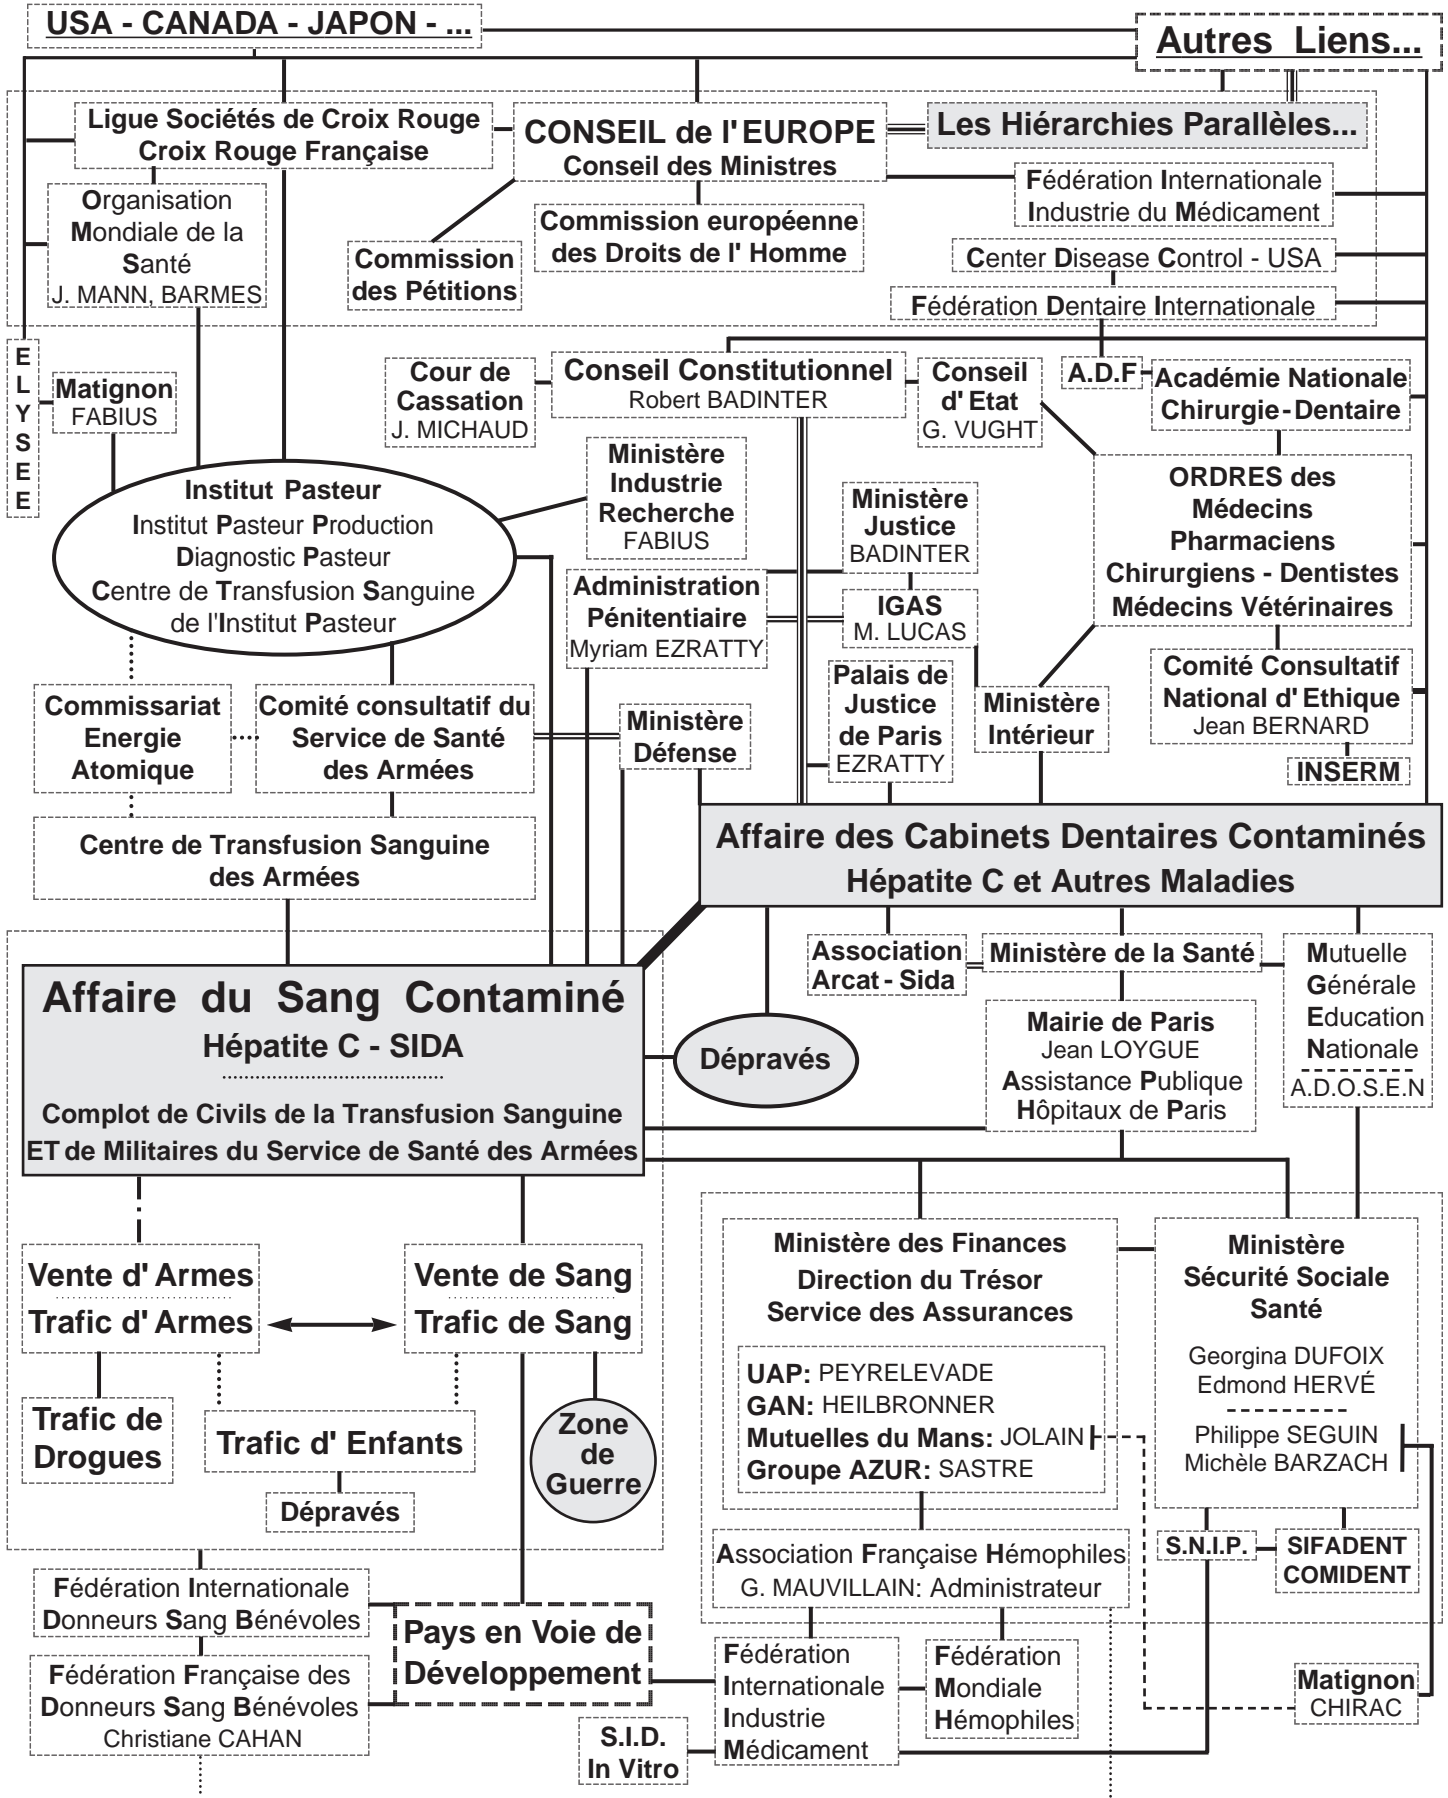 USA - CANADA - JAPON - ...
Autres Liens...
Ligue Sociétés de Croix Rouge
Croix Rouge Française
CONSEIL de l'EUROPE
Conseil des Ministres
Les Hiérarchies Parallèles...
Organisation
Mondiale de la
Santé
J. MANN, BARMES
Commission
des Pétitions
Commission européenne
des Droits de l' Homme
Fédération Internationale
Industrie du Médicament
Center Disease Control - USA
Fédération Dentaire Internationale
E
L
Y
S
E
E
Matignon
FABIUS
Cour de
Cassation
J. MICHAUD
Conseil Constitutionnel
Robert BADINTER
Conseil
d' Etat
G. VUGHT
A.D.F
Académie Nationale
Chirurgie-Dentaire
Institut Pasteur
Institut Pasteur Production
Diagnostic Pasteur
Centre de Transfusion Sanguine
de l'Institut Pasteur
Ministère
Industrie
Recherche
FABIUS
Ministère
Justice
BADINTER
ORDRES des
Médecins
Pharmaciens
Chirurgiens - Dentistes
Médecins Vétérinaires
Administration
Pénitentiaire
Myriam EZRATTY
IGAS
M. LUCAS
Palais de
Justice
de Paris
EZRATTY
Ministère
Intérieur
Comité Consultatif
National d' Ethique
Jean BERNARD
INSERM
Commissariat
Energie
Atomique
Comité consultatif du
Service de Santé
des Armées
Ministère
Défense
Centre de Transfusion Sanguine
des Armées
Affaire des Cabinets Dentaires Contaminés
Hépatite C et Autres Maladies
Association
Arcat - Sida
Ministère de la Santé
Mutuelle
Générale
Education
Nationale
A.D.O.S.E.N
Affaire du Sang Contaminé
Hépatite C - SIDA
Complot de Civils de la Transfusion Sanguine
ET de Militaires du Service de Santé des Armées
Dépravés
Mairie de Paris
Jean LOYGUE
Assistance Publique
Hôpitaux de Paris
Vente d' Armes
Trafic d' Armes
Vente de Sang
Trafic de Sang
Trafic de
Drogues
Trafic d' Enfants
Dépravés
Zone
de
Guerre
Ministère des Finances
Direction du Trésor
Service des Assurances
UAP: PEYRELEVADE
GAN: HEILBRONNER
Mutuelles du Mans: JOLAIN
Groupe AZUR: SASTRE
Ministère
Sécurité Sociale
Santé
Georgina DUFOIX
Edmond HERVÉ
Philippe SEGUIN
Michèle BARZACH
Association Française Hémophiles
G. MAUVILLAIN: Administrateur
S.N.I.P.
SIFADENT
COMIDENT
Fédération Internationale
Donneurs Sang Bénévoles
Fédération Française des
Donneurs Sang Bénévoles
Christiane CAHAN
Pays en Voie de
Développement
S.I.D.
In Vitro
Fédération
Internationale
Industrie
Médicament
Fédération
Mondiale
Hémophiles
Matignon
CHIRAC